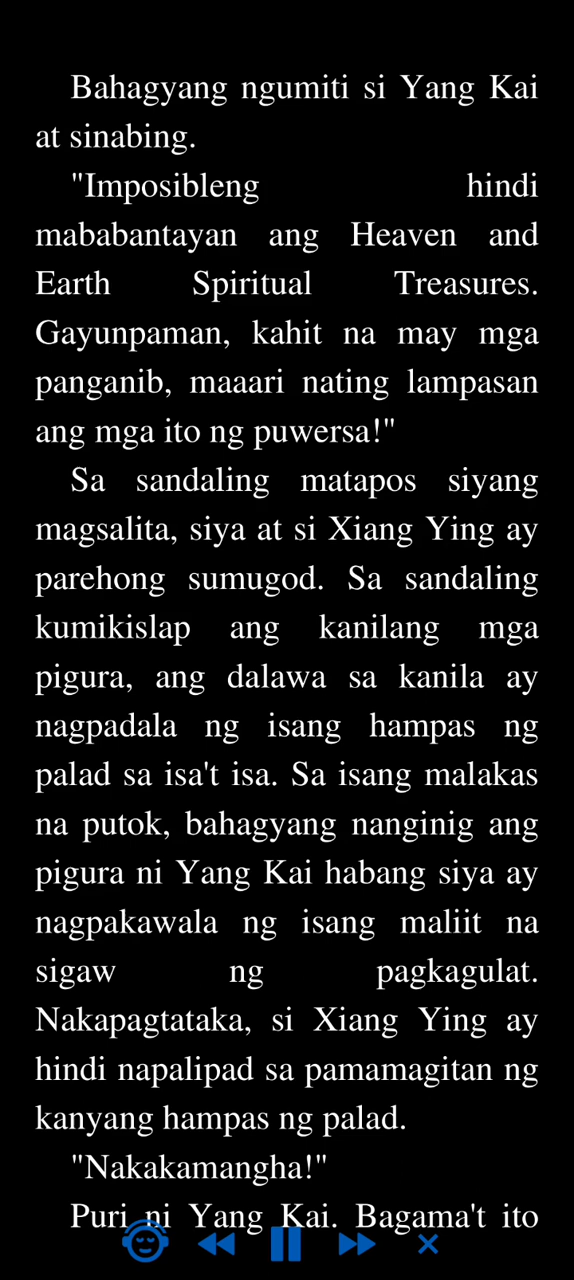 Bahagyang ngumiti si Yang Kai
at sinabing.
"Imposibleng hindi
mababantayan ang Heaven and
Earth Spiritual Treasures.
Gayunpaman, kahit na may mga
panganib, maaari nating lampasan
ang mga ito ng puwersa!"
Sa sandaling matapos siyang
magsalita, siya at si Xiang Ying ay
parehong sumugod. Sa sandaling
kumikislap ang kanilang mga
pigura, ang dalawa sa kanila ay
nagpadala ng isang hampas ng
palad sa isa't isa. Sa isang malakas
na putok, bahagyang nanginig ang
pigura ni Yang Kai habang siya ay
nagpakawala ng isang maliit na
sigaw ng pagkagulat.
Nakapagtataka, si Xiang Ying ay
hindi napalipad sa pamamagitan ng
kanyang hampas ng palad.
"Nakakamangha!"
Puri ni Yang Kai. Bagama't ito